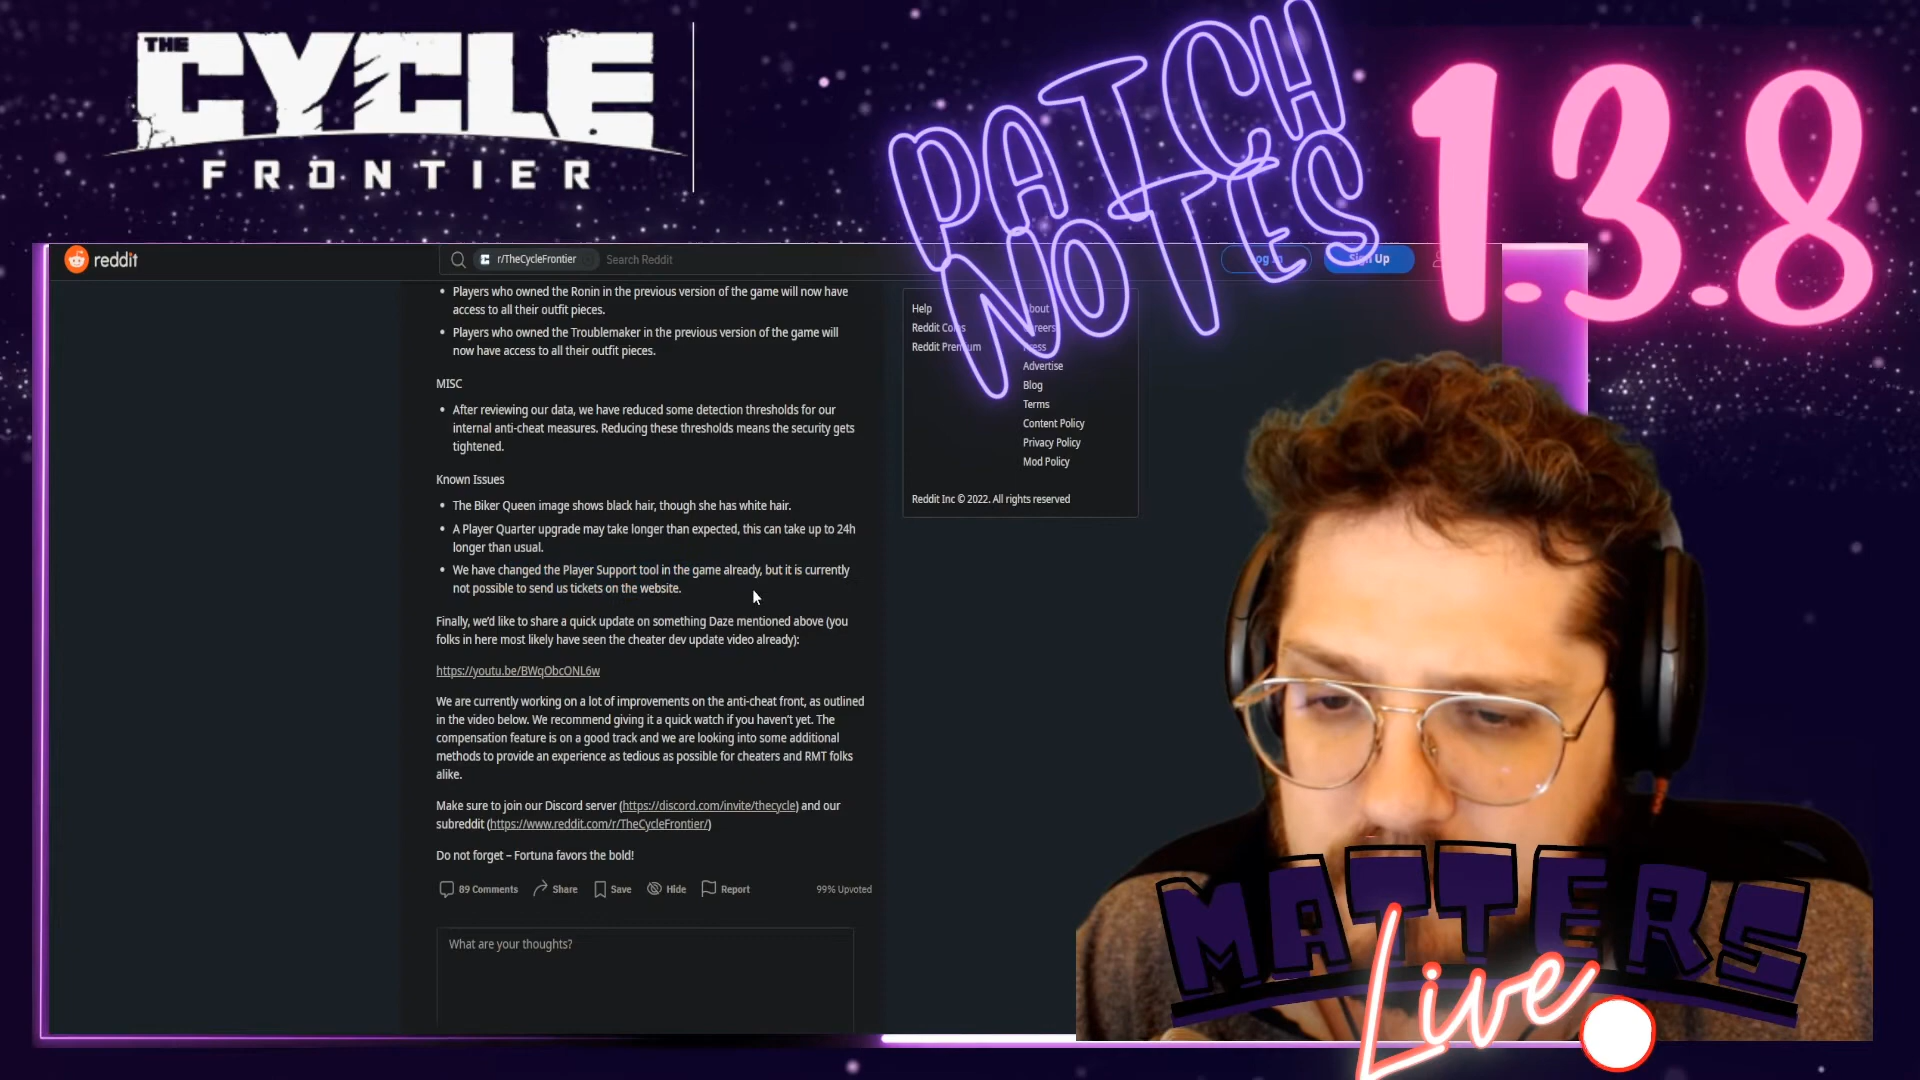 THE
CYCLE
FRONTIER
PATCH
NOTES
1.3.8
reddit
r/TheCycleFrontier
Search Reddit
Log In
Sign Up
Players who owned the Ronin in the previous version of the game will now have
access to all their outfit pieces.
Players who owned the Troublemaker in the previous version of the game will
now have access to all their outfit pieces.
MISC
After reviewing our data, we have reduced some detection thresholds for our
internal anti-cheat measures. Reducing these thresholds means the security gets
tightened.
Known Issues
The Biker Queen image shows black hair, though she has white hair.
A Player Quarter upgrade may take longer than expected, this can take up to 24h
longer than usual.
We have changed the Player Support tool in the game already, but it is currently
not possible to send us tickets on the website.
Finally, we'd like to share a quick update on something Daze mentioned above (you
folks in here most likely have seen the cheater dev update video already):
https://youtu.be/BWqObcONL6w
We are currently working on a lot of improvements on the anti-cheat front, as outlined
in the video below. We recommend giving it a quick watch if you haven't yet. The
compensation feature is on a good track and we are looking into some additional
methods to provide an experience as tedious as possible for cheaters and RMT folks
alike.
Make sure to join our Discord server (https://discord.com/invite/thecycle) and our
subreddit (https://www.reddit.com/r/TheCycleFrontier/)
Do not forget – Fortuna favors the bold!
89 Comments
Share
Save
Hide
Report
99% Upvoted
What are your thoughts?
Help
Reddit Coins
Reddit Premium
About
Careers
Press
Advertise
Blog
Terms
Content Policy
Privacy Policy
Mod Policy
Reddit Inc © 2022. All rights reserved
MATTERS
Live